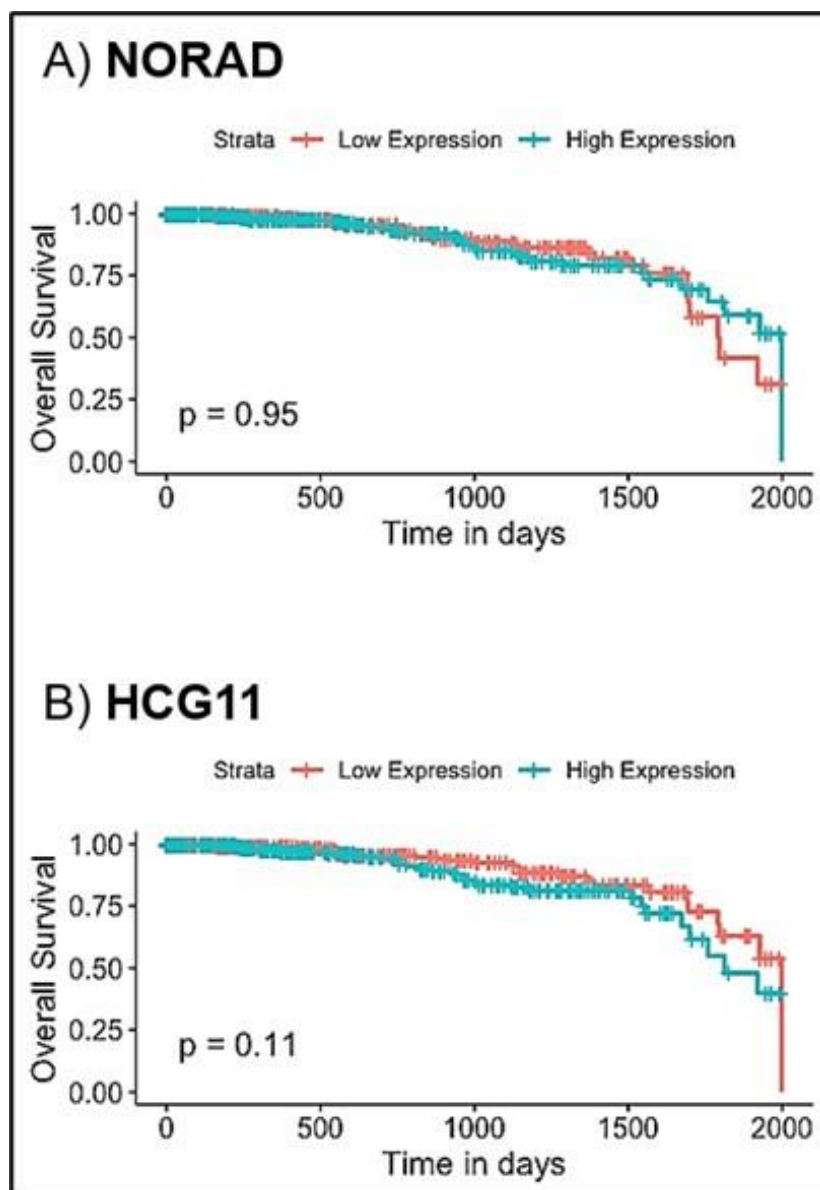 A) NORAD
Strata Low Expression High Expression
Overall Survival
1.00
0.75
0.50
0.25
0.00
p = 0.95
0 500 1000 1500 2000
Time in days
B) HCG11
Strata Low Expression High Expression
Overall Survival
1.00
0.75
0.50
0.25
0.00
p = 0.11
0 500 1000 1500 2000
Time in days